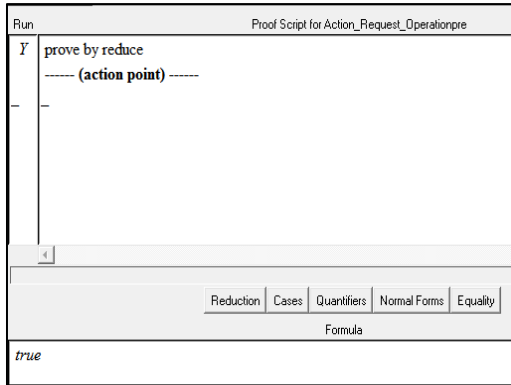 Run Proof Script for Action_Request_Operationpre
Y prove by reduce
------ (action point) ------
Reduction Cases Quantifiers Normal Forms Equality
Formula
true